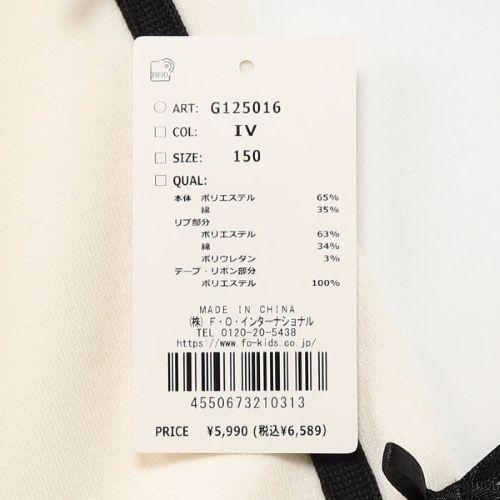 RFID
ART: G125016
COL: IV
SIZE: 150
QUAL:
本体 ポリエステル 65%
綿 35%
リブ部分
ポリエステル 63%
綿 34%
ポリウレタン 3%
テープ・リボン部分
ポリエステル 100%
MADE IN CHINA
(株) F・O・インターナショナル
TEL 0120-20-5438
https://www.fo-kids.co.jp/
4550673210313
PRICE ¥5,990 (税込¥6,589)